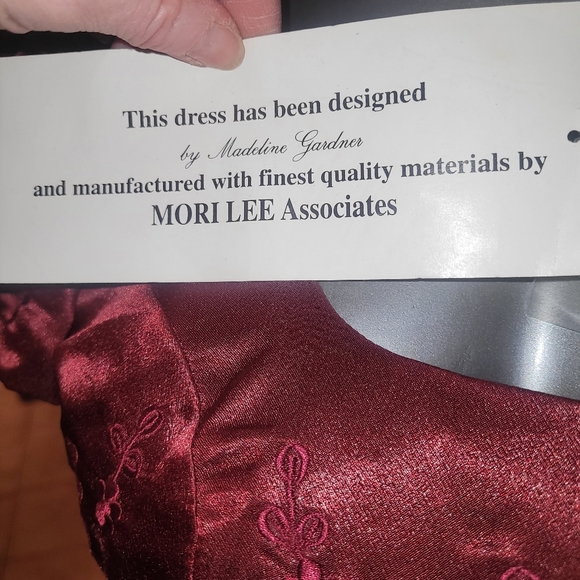 This dress has been designed
by Madeline Gardner
and manufactured with finest quality materials by
MORI LEE Associates